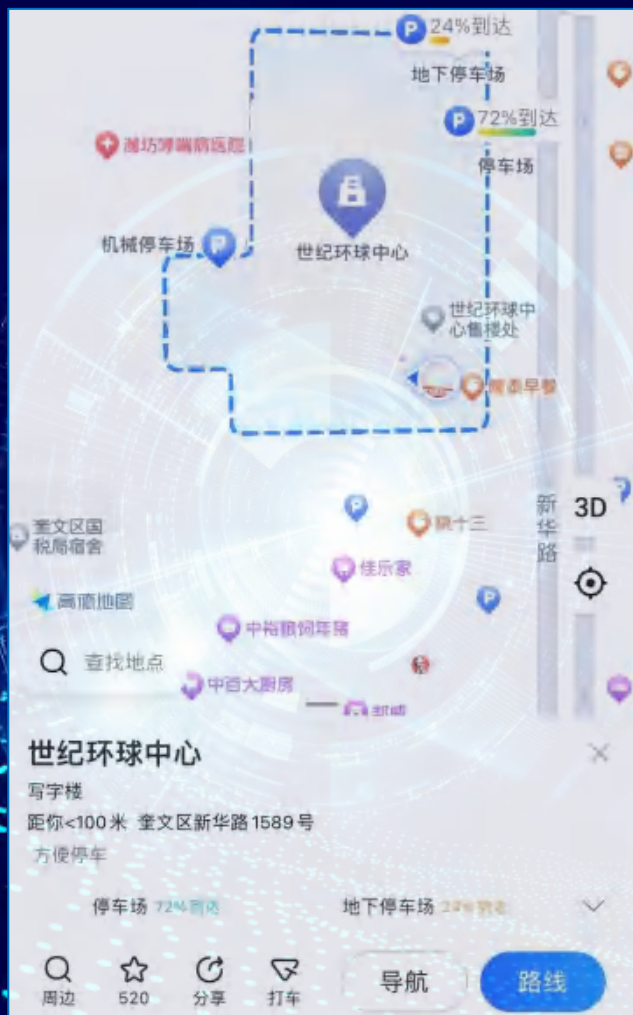 24%到达
地下停车场
72%到达
停车场
潍坊哮喘病医院
机械停车场
世纪环球中心
世纪环球中
心售楼处
早餐
新华路
3D
奎文区国
税局宿舍
十三
佳乐家
高德地图
中裕粮饲年猪
查找地点
中百大厨房
世纪环球中心
写字楼
距你<100米 奎文区新华路1589号
方便停车
停车场 72%到达
地下停车场 24%到达
周边
520
分享
打车
导航
路线